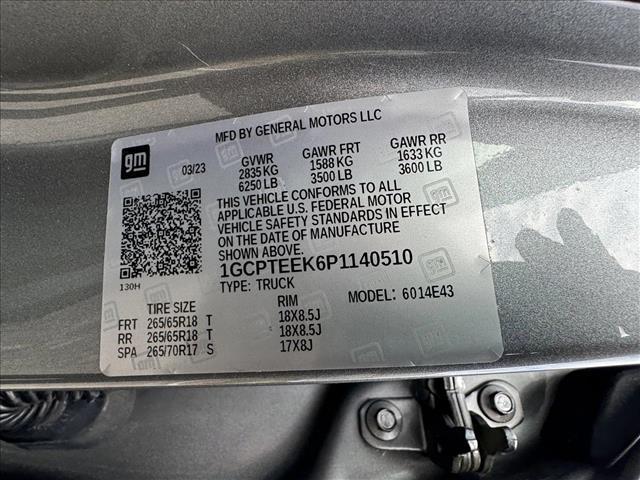 MFD BY GENERAL MOTORS LLC
gm
03/23
GVWR GAWR FRT GAWR RR
2835 KG 1588 KG 1633 KG
6250 LB 3500 LB 3600 LB
THIS VEHICLE CONFORMS TO ALL
APPLICABLE U.S. FEDERAL MOTOR
VEHICLE SAFETY STANDARDS IN EFFECT
ON THE DATE OF MANUFACTURE
SHOWN ABOVE.
130H
1GCPTEEK6P1140510
TYPE: TRUCK MODEL: 6014E43
TIRE SIZE RIM
FRT 265/65R18 T 18X8.5J
RR 265/65R18 T 18X8.5J
SPA 265/70R17 S 17X8J